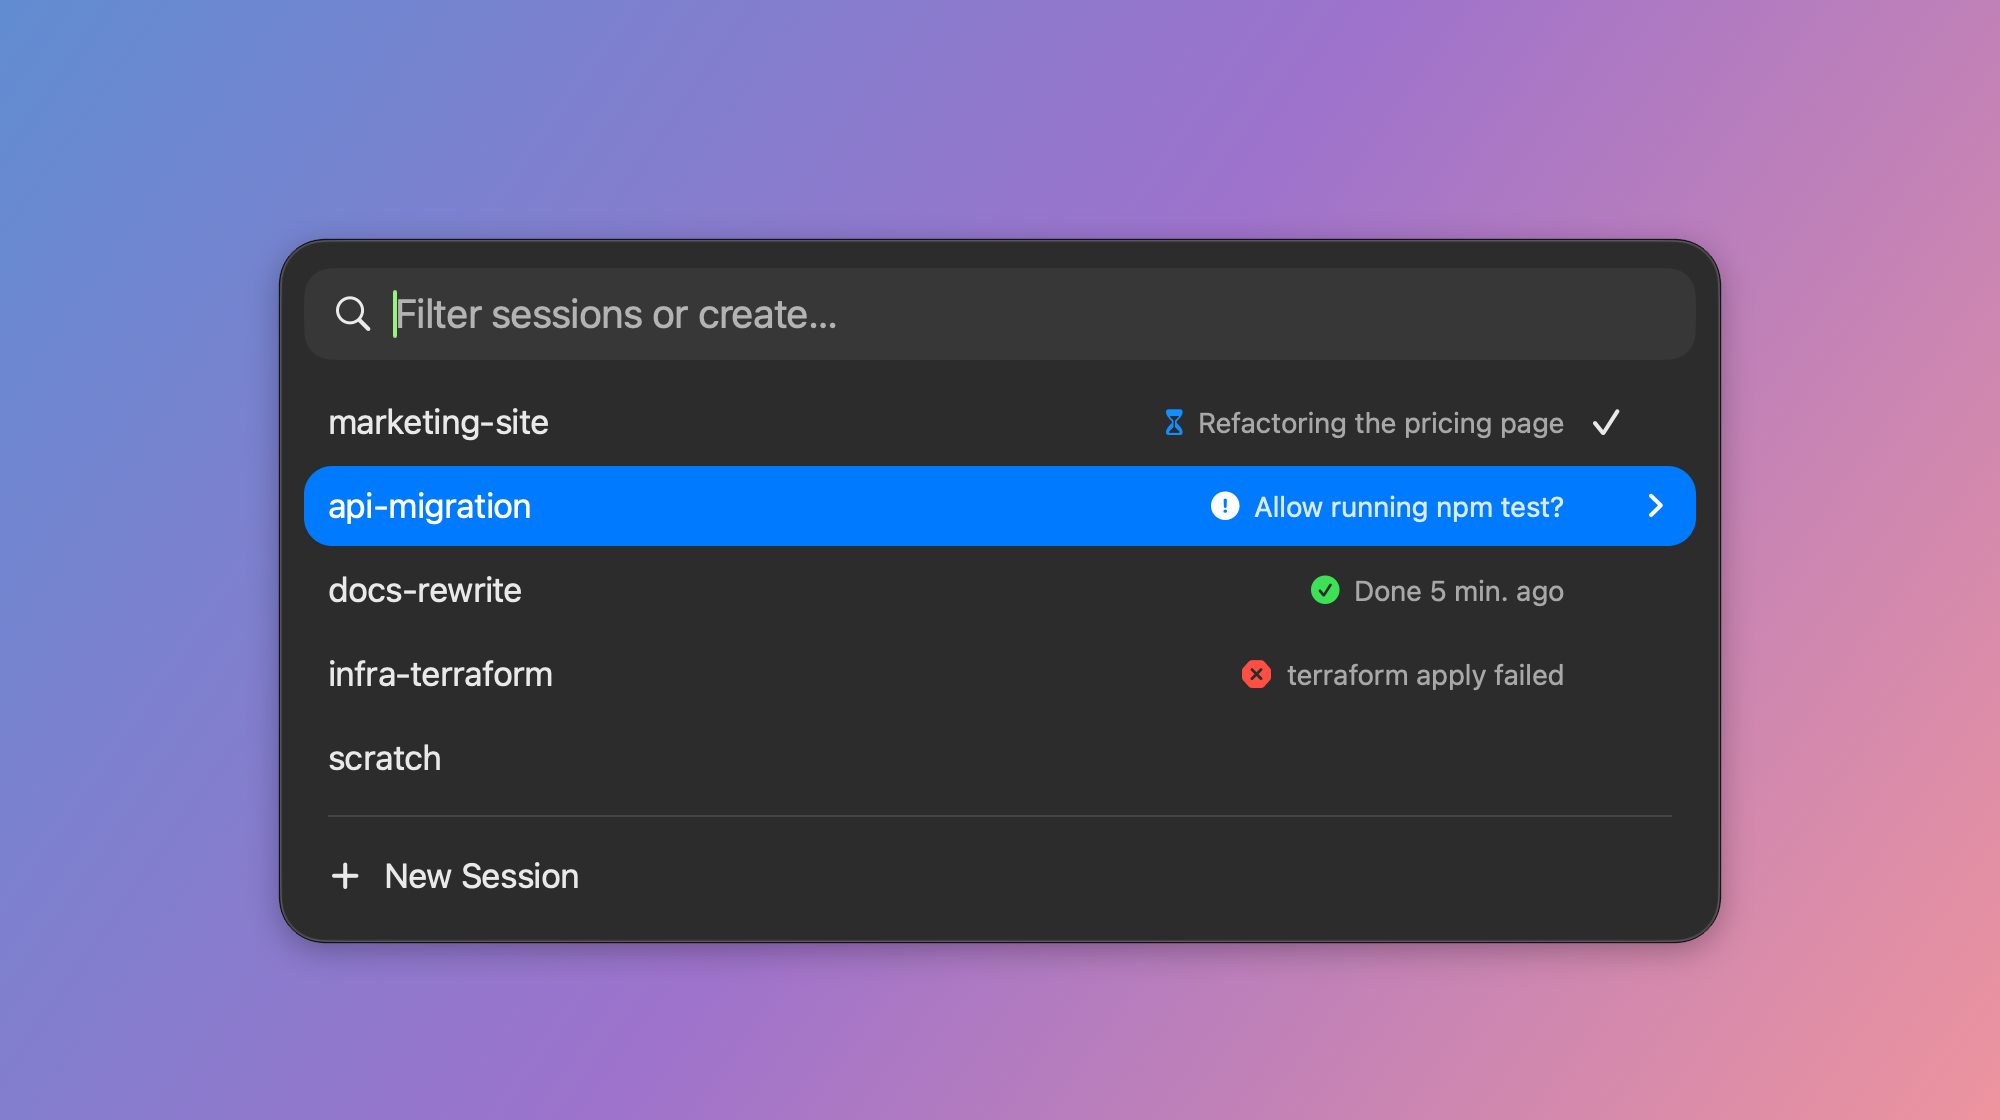 Filter sessions or create...
marketing-site
Refactoring the pricing page
api-migration
Allow running npm test?
docs-rewrite
Done 5 min. ago
infra-terraform
terraform apply failed
scratch
New Session